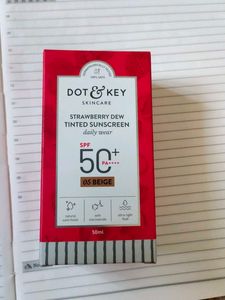 DOT & KEY
SKINCARE
STRAWBERRY DEW
TINTED SUNSCREEN
daily wear
SPF
50+
PA++++
05 BEIGE
50ml